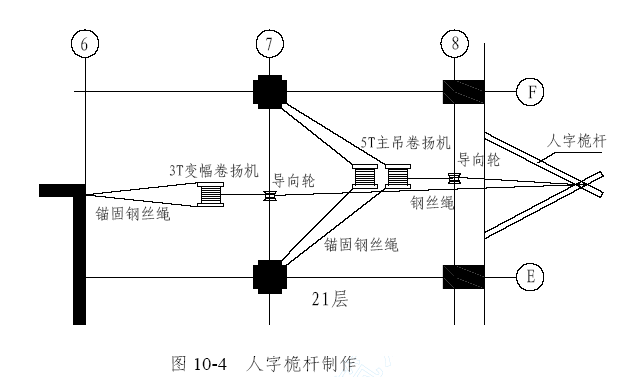 6
7
8
F
5T主吊卷扬机
人字桅杆
3T变幅卷扬机
导向轮
导向轮
锚固钢丝绳
钢丝绳
锚固钢丝绳
E
21层
图 10-4 人字桅杆制作